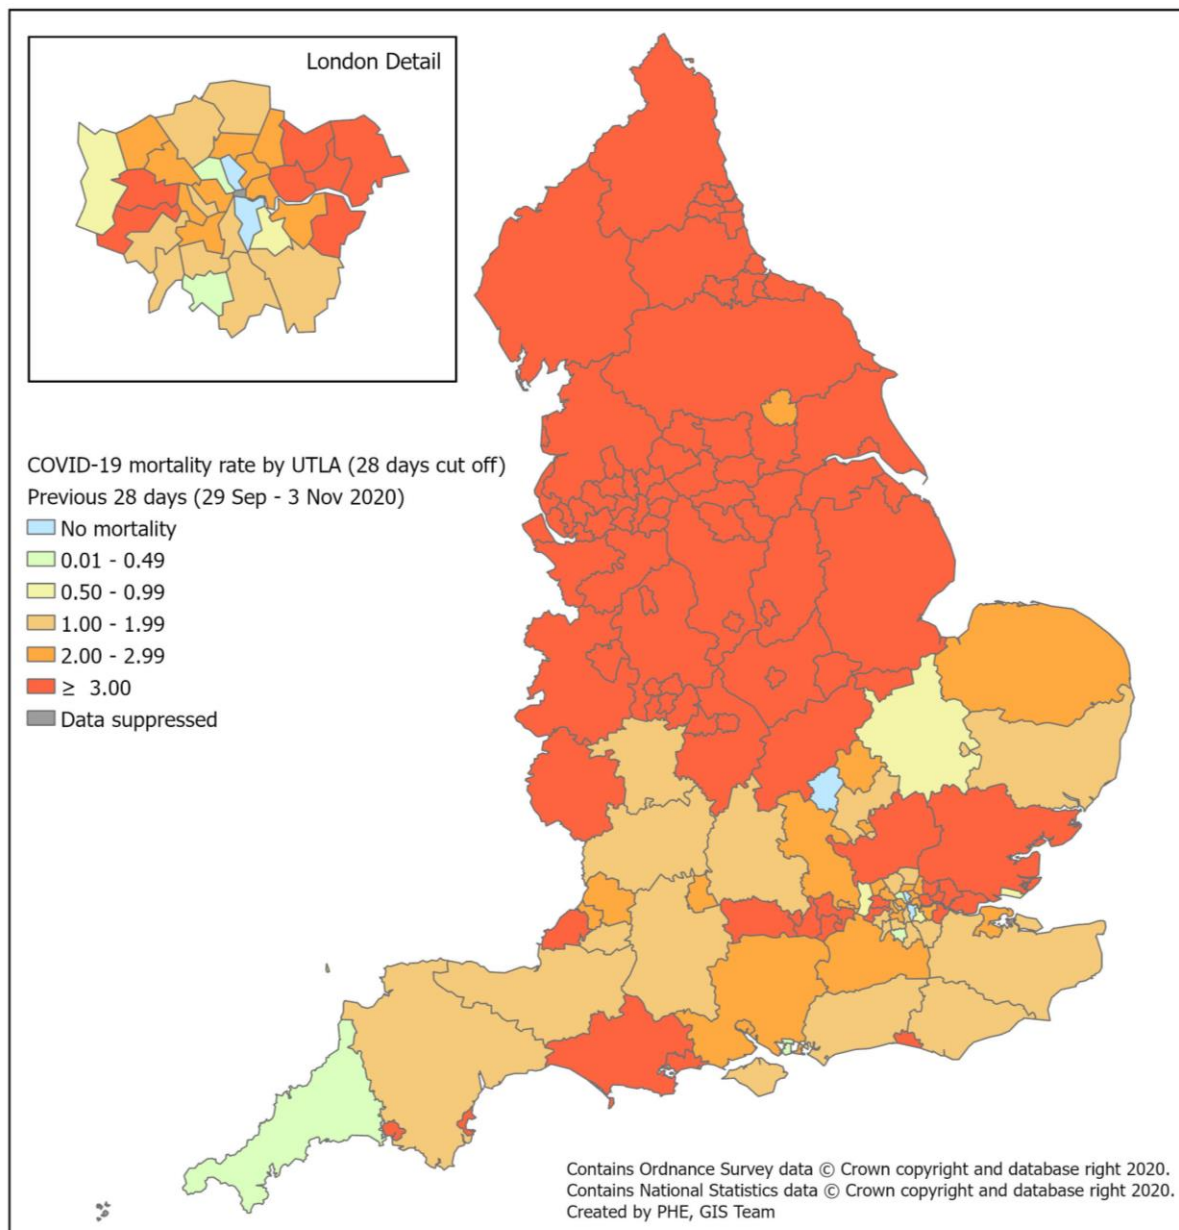 London Detail
COVID-19 mortality rate by UTLA (28 days cut off)
Previous 28 days (29 Sep - 3 Nov 2020)
No mortality
0.01 - 0.49
0.50 - 0.99
1.00 - 1.99
2.00 - 2.99
≥ 3.00
Data suppressed
Contains Ordnance Survey data © Crown copyright and database right 2020.
Contains National Statistics data © Crown copyright and database right 2020.
Created by PHE, GIS Team